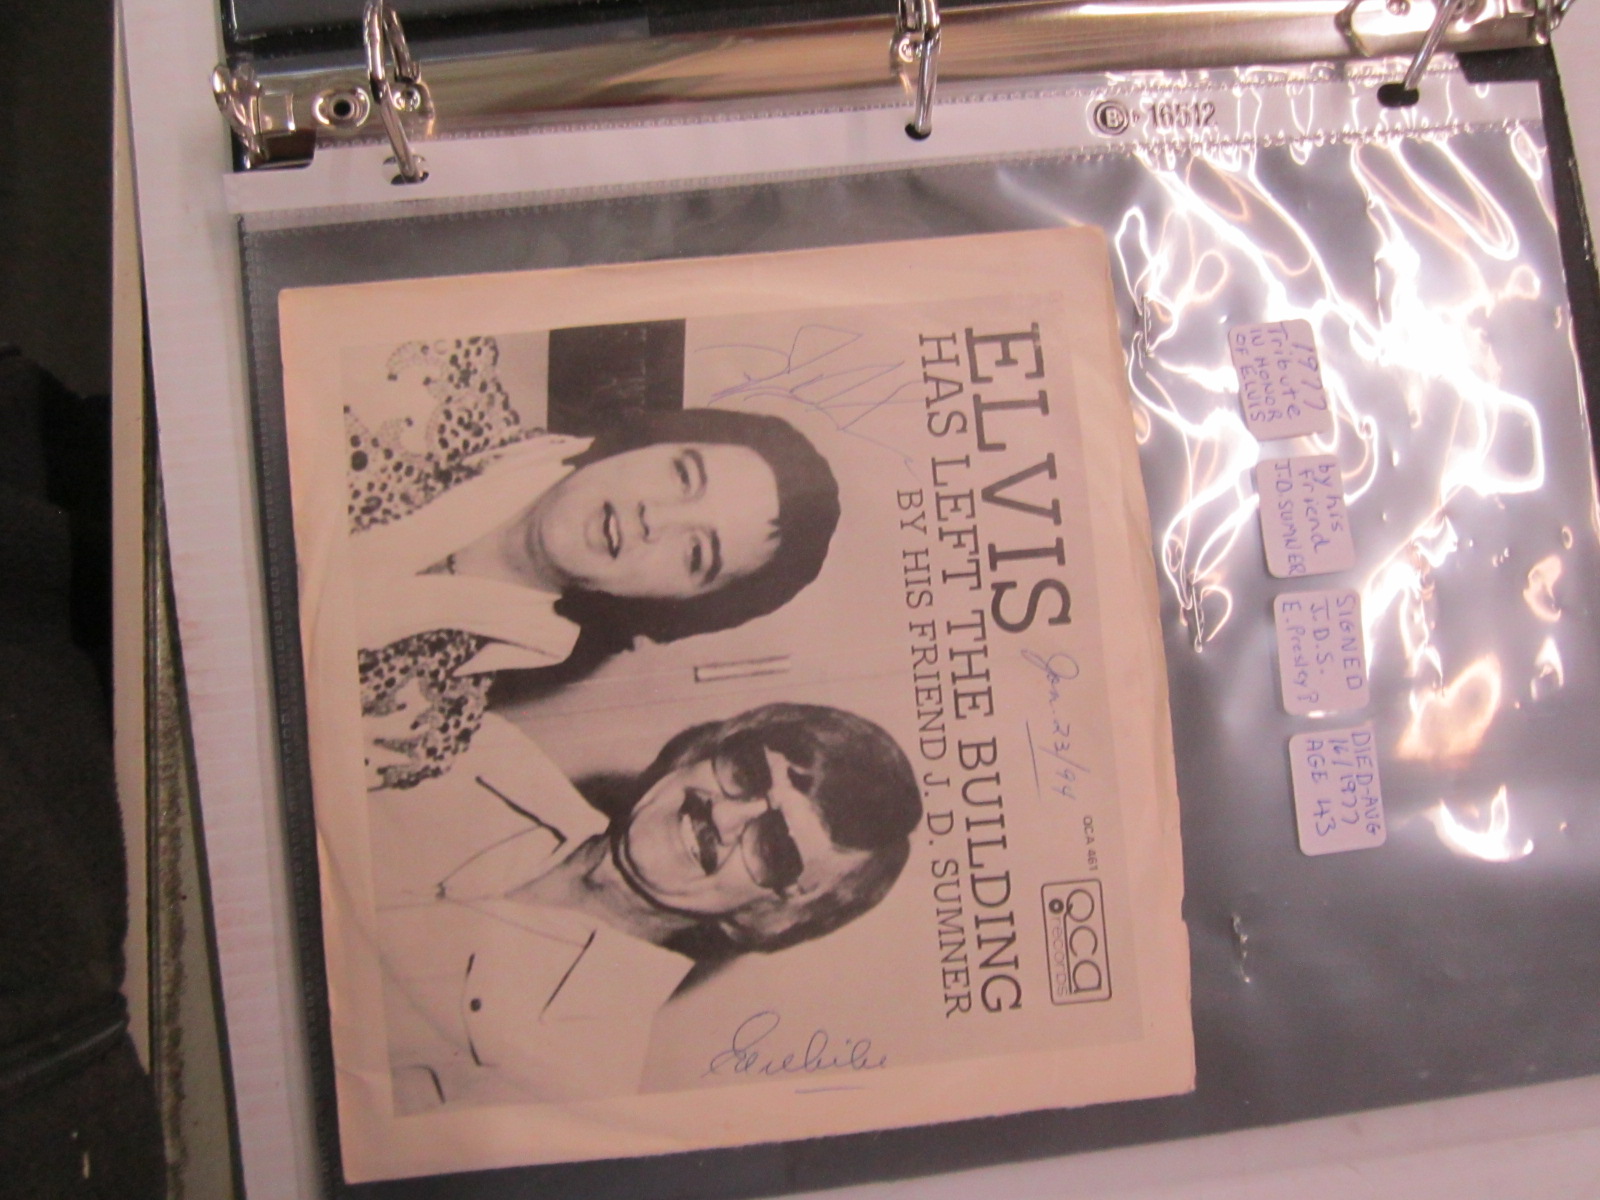 B 16512
ELVIS
HAS LEFT THE BUILDING
BY HIS FRIEND J. D. SUMNER
Jan. 23/94
QCA 461
QCa
records
1977
Tribute
IN HONOR
OF ELVIS
by his
friend
J.D. SUMNER
SIGNED
J.D.S.
E. Presley?
DIED-AUG
16/1977
AGE 43